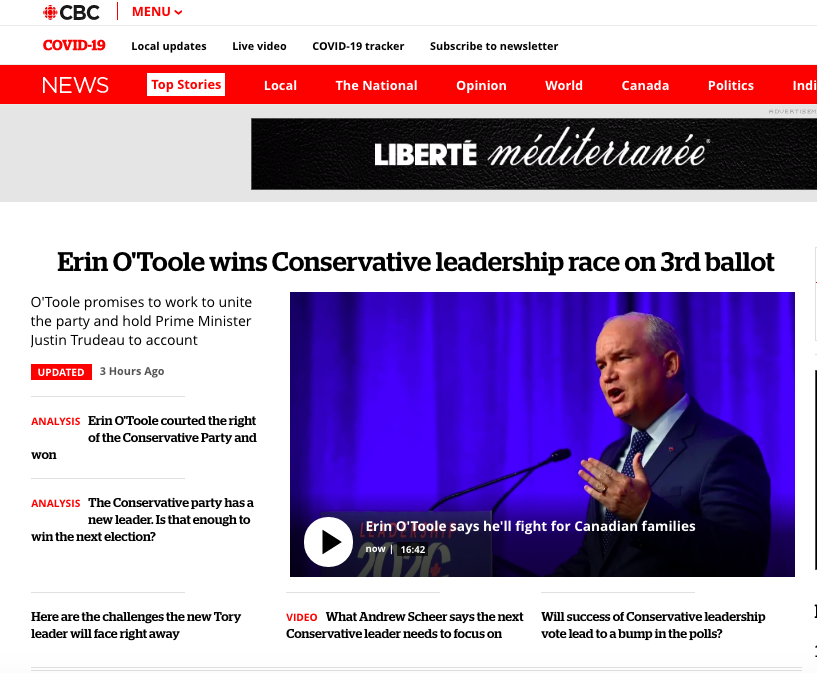 CBC MENU
COVID-19 Local updates Live video COVID-19 tracker Subscribe to newsletter
NEWS Top Stories Local The National Opinion World Canada Politics Indi
ADVERTISEM
LIBERTÉ méditerranée
Erin O'Toole wins Conservative leadership race on 3rd ballot
O'Toole promises to work to unite
the party and hold Prime Minister
Justin Trudeau to account
UPDATED 3 Hours Ago
ANALYSIS Erin O'Toole courted the right
of the Conservative Party and
won
ANALYSIS The Conservative party has a
new leader. Is that enough to
win the next election?
LEADERSHIP
2020
Erin O'Toole says he'll fight for Canadian families
now | 16:42
Here are the challenges the new Tory
leader will face right away
VIDEO What Andrew Scheer says the next
Conservative leader needs to focus on
Will success of Conservative leadership
vote lead to a bump in the polls?